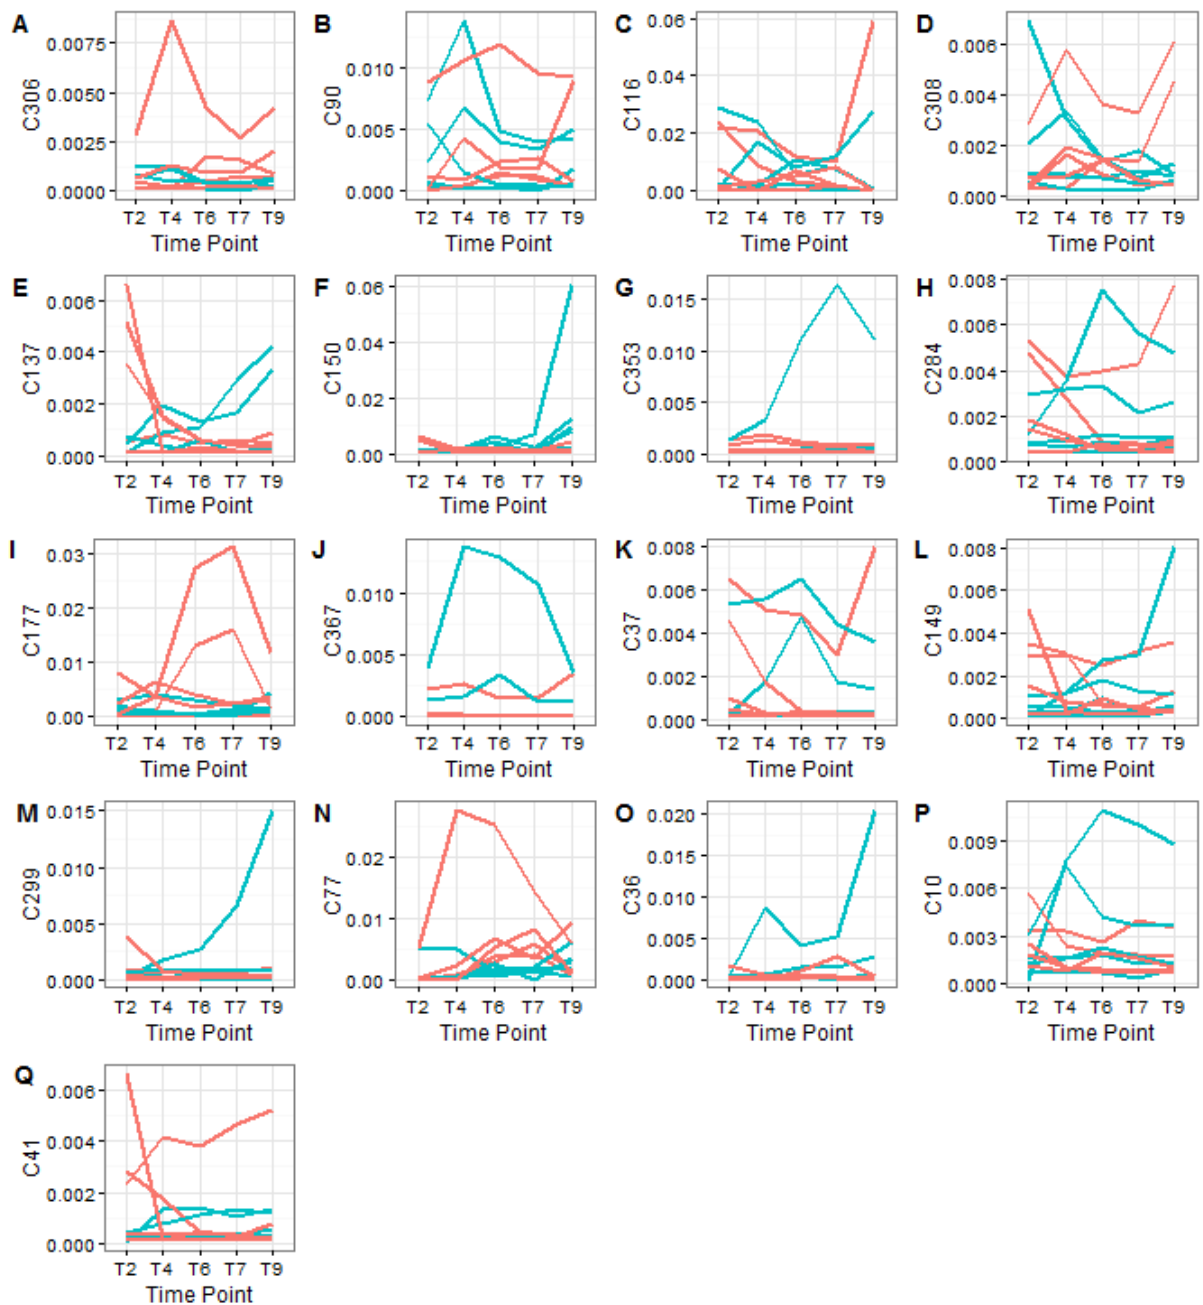 A
C306
0.0075
0.0050
0.0025
0.0000
T2 T4 T6 T7 T9
Time Point
B
C90
0.010
0.005
0.000
T2 T4 T6 T7 T9
Time Point
C
C116
0.06
0.04
0.02
0.00
T2 T4 T6 T7 T9
Time Point
D
C308
0.006
0.004
0.002
0.000
T2 T4 T6 T7 T9
Time Point
E
C137
0.006
0.004
0.002
0.000
T2 T4 T6 T7 T9
Time Point
F
C150
0.06
0.04
0.02
0.00
T2 T4 T6 T7 T9
Time Point
G
C353
0.015
0.010
0.005
0.000
T2 T4 T6 T7 T9
Time Point
H
C284
0.008
0.006
0.004
0.002
0.000
T2 T4 T6 T7 T9
Time Point
I
C177
0.03
0.02
0.01
0.00
T2 T4 T6 T7 T9
Time Point
J
C367
0.010
0.005
0.000
T2 T4 T6 T7 T9
Time Point
K
C37
0.008
0.006
0.004
0.002
0.000
T2 T4 T6 T7 T9
Time Point
L
C149
0.008
0.006
0.004
0.002
0.000
T2 T4 T6 T7 T9
Time Point
M
C299
0.015
0.010
0.005
0.000
T2 T4 T6 T7 T9
Time Point
N
C77
0.02
0.01
0.00
T2 T4 T6 T7 T9
Time Point
O
C36
0.020
0.015
0.010
0.005
0.000
T2 T4 T6 T7 T9
Time Point
P
C10
0.009
0.006
0.003
0.000
T2 T4 T6 T7 T9
Time Point
Q
C41
0.006
0.004
0.002
0.000
T2 T4 T6 T7 T9
Time Point